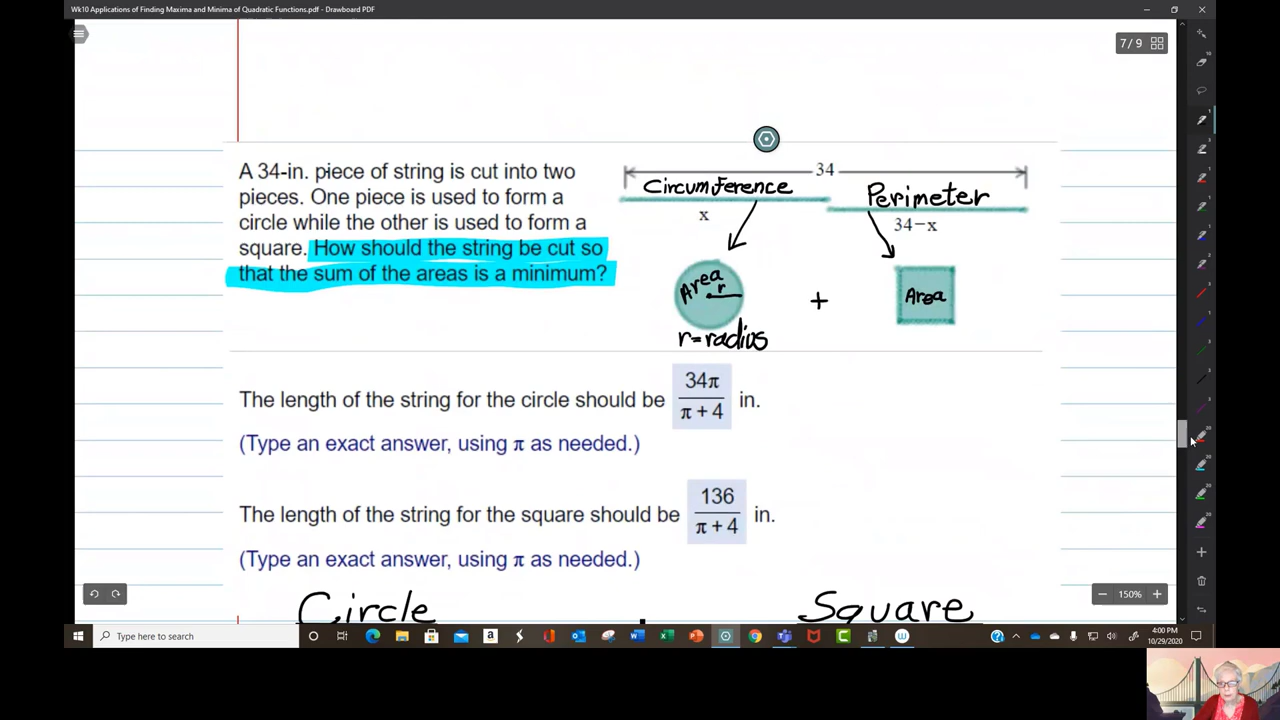 Wk10 Applications of Finding Maxima and Minima of Quadratic Functions.pdf - Drawboard PDF
7 / 9
A 34-in. piece of string is cut into two
pieces. One piece is used to form a
circle while the other is used to form a
square. How should the string be cut so
that the sum of the areas is a minimum?
34
Circumference
Perimeter
x
34-x
Area
r
+
Area
r=radius
The length of the string for the circle should be 34π/π + 4 in.
(Type an exact answer, using π as needed.)
The length of the string for the square should be 136/π + 4 in.
(Type an exact answer, using π as needed.)
150%
Circle
Square
Type here to search
4:00 PM
10/29/2020